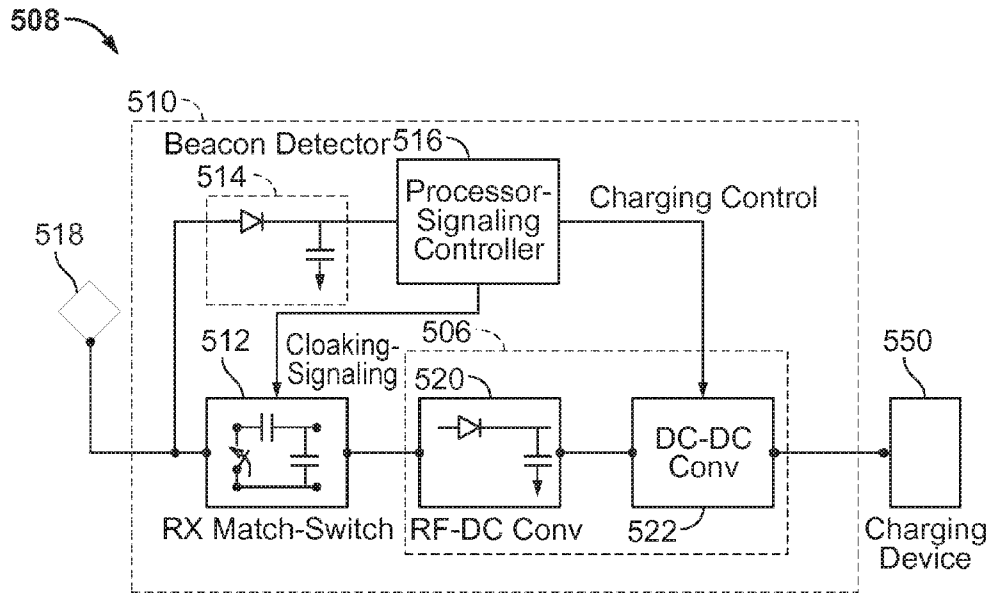 508
510
Beacon Detector
516
514
Processor-
Signaling
Controller
Charging Control
518
512
Cloaking-
Signaling
506
520
550
DC-DC
Conv
RX Match-Switch
RF-DC Conv
522
Charging
Device